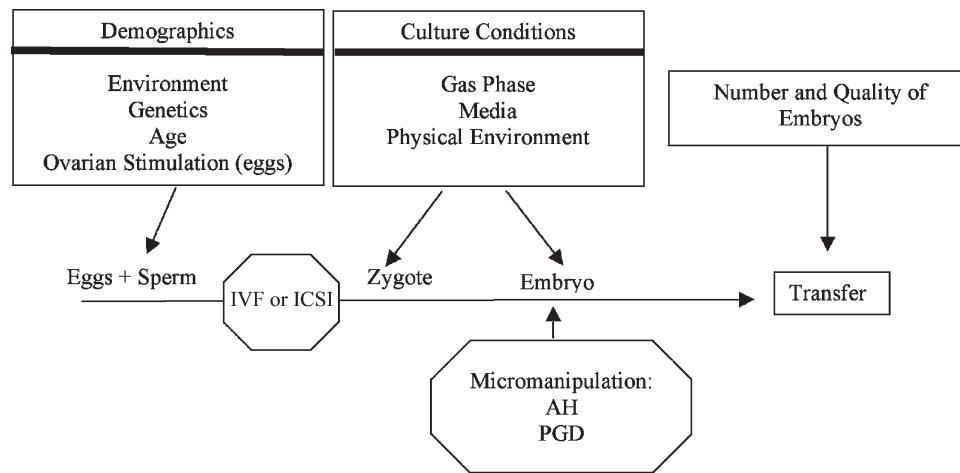 Demographics
Environment
Genetics
Age
Ovarian Stimulation (eggs)
Culture Conditions
Gas Phase
Media
Physical Environment
Number and Quality of
Embryos
Eggs + Sperm
IVF or ICSI
Zygote
Embryo
Transfer
Micromanipulation:
AH
PGD